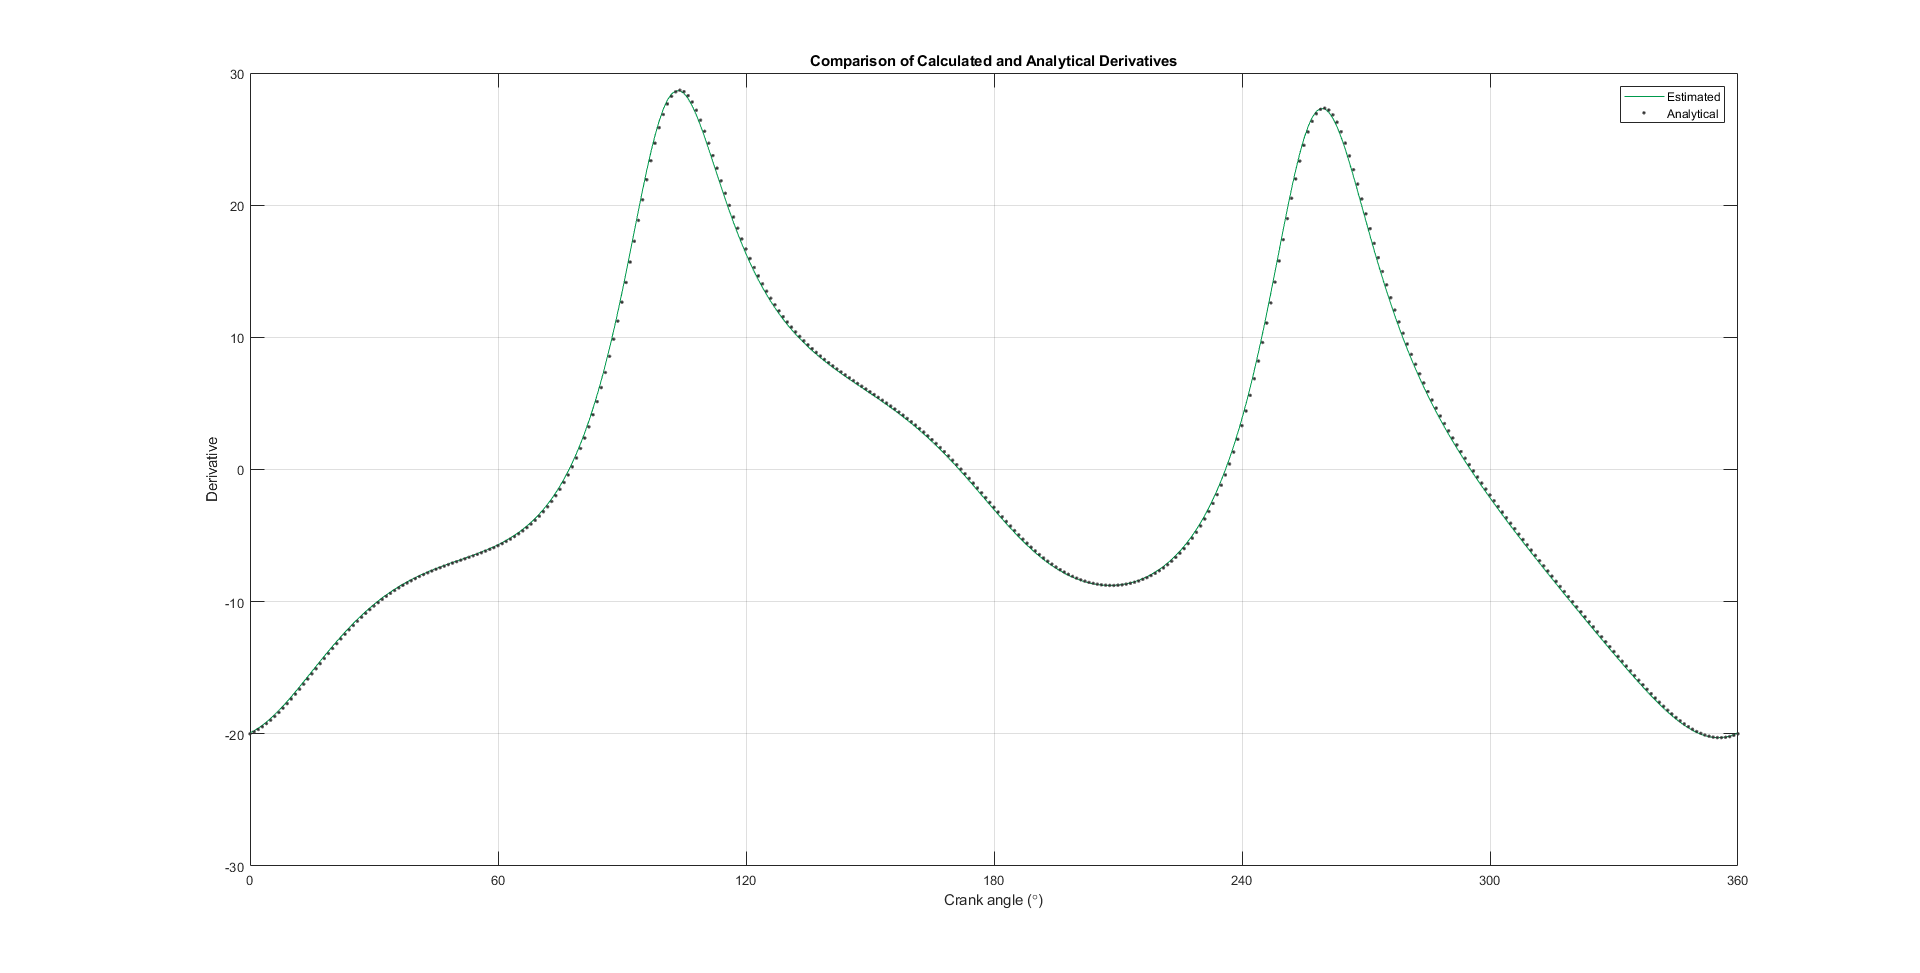 Comparison of Calculated and Analytical Derivatives
30
20
10
0
-10
-20
-30
Derivative
Estimated
Analytical
0 60 120 180 240 300 360
Crank angle (°)